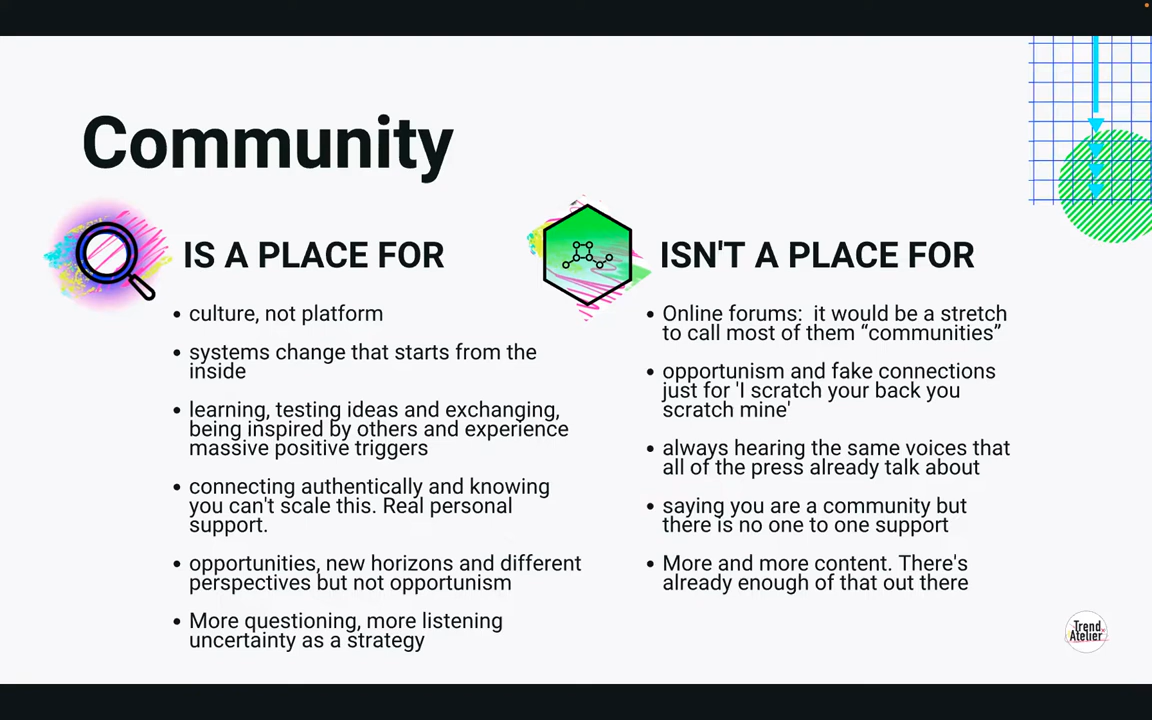 Community
IS A PLACE FOR
• culture, not platform
• systems change that starts from the
inside
• learning, testing ideas and exchanging,
being inspired by others and experience
massive positive triggers
• connecting authentically and knowing
you can't scale this. Real personal
support.
• opportunities, new horizons and different
perspectives but not opportunism
• More questioning, more listening
uncertainty as a strategy
ISN'T A PLACE FOR
• Online forums:  it would be a stretch
to call most of them “communities”
• opportunism and fake connections
just for 'I scratch your back you
scratch mine'
• always hearing the same voices that
all of the press already talk about
• saying you are a community but
there is no one to one support
• More and more content. There's
already enough of that out there
Trend
Atelier